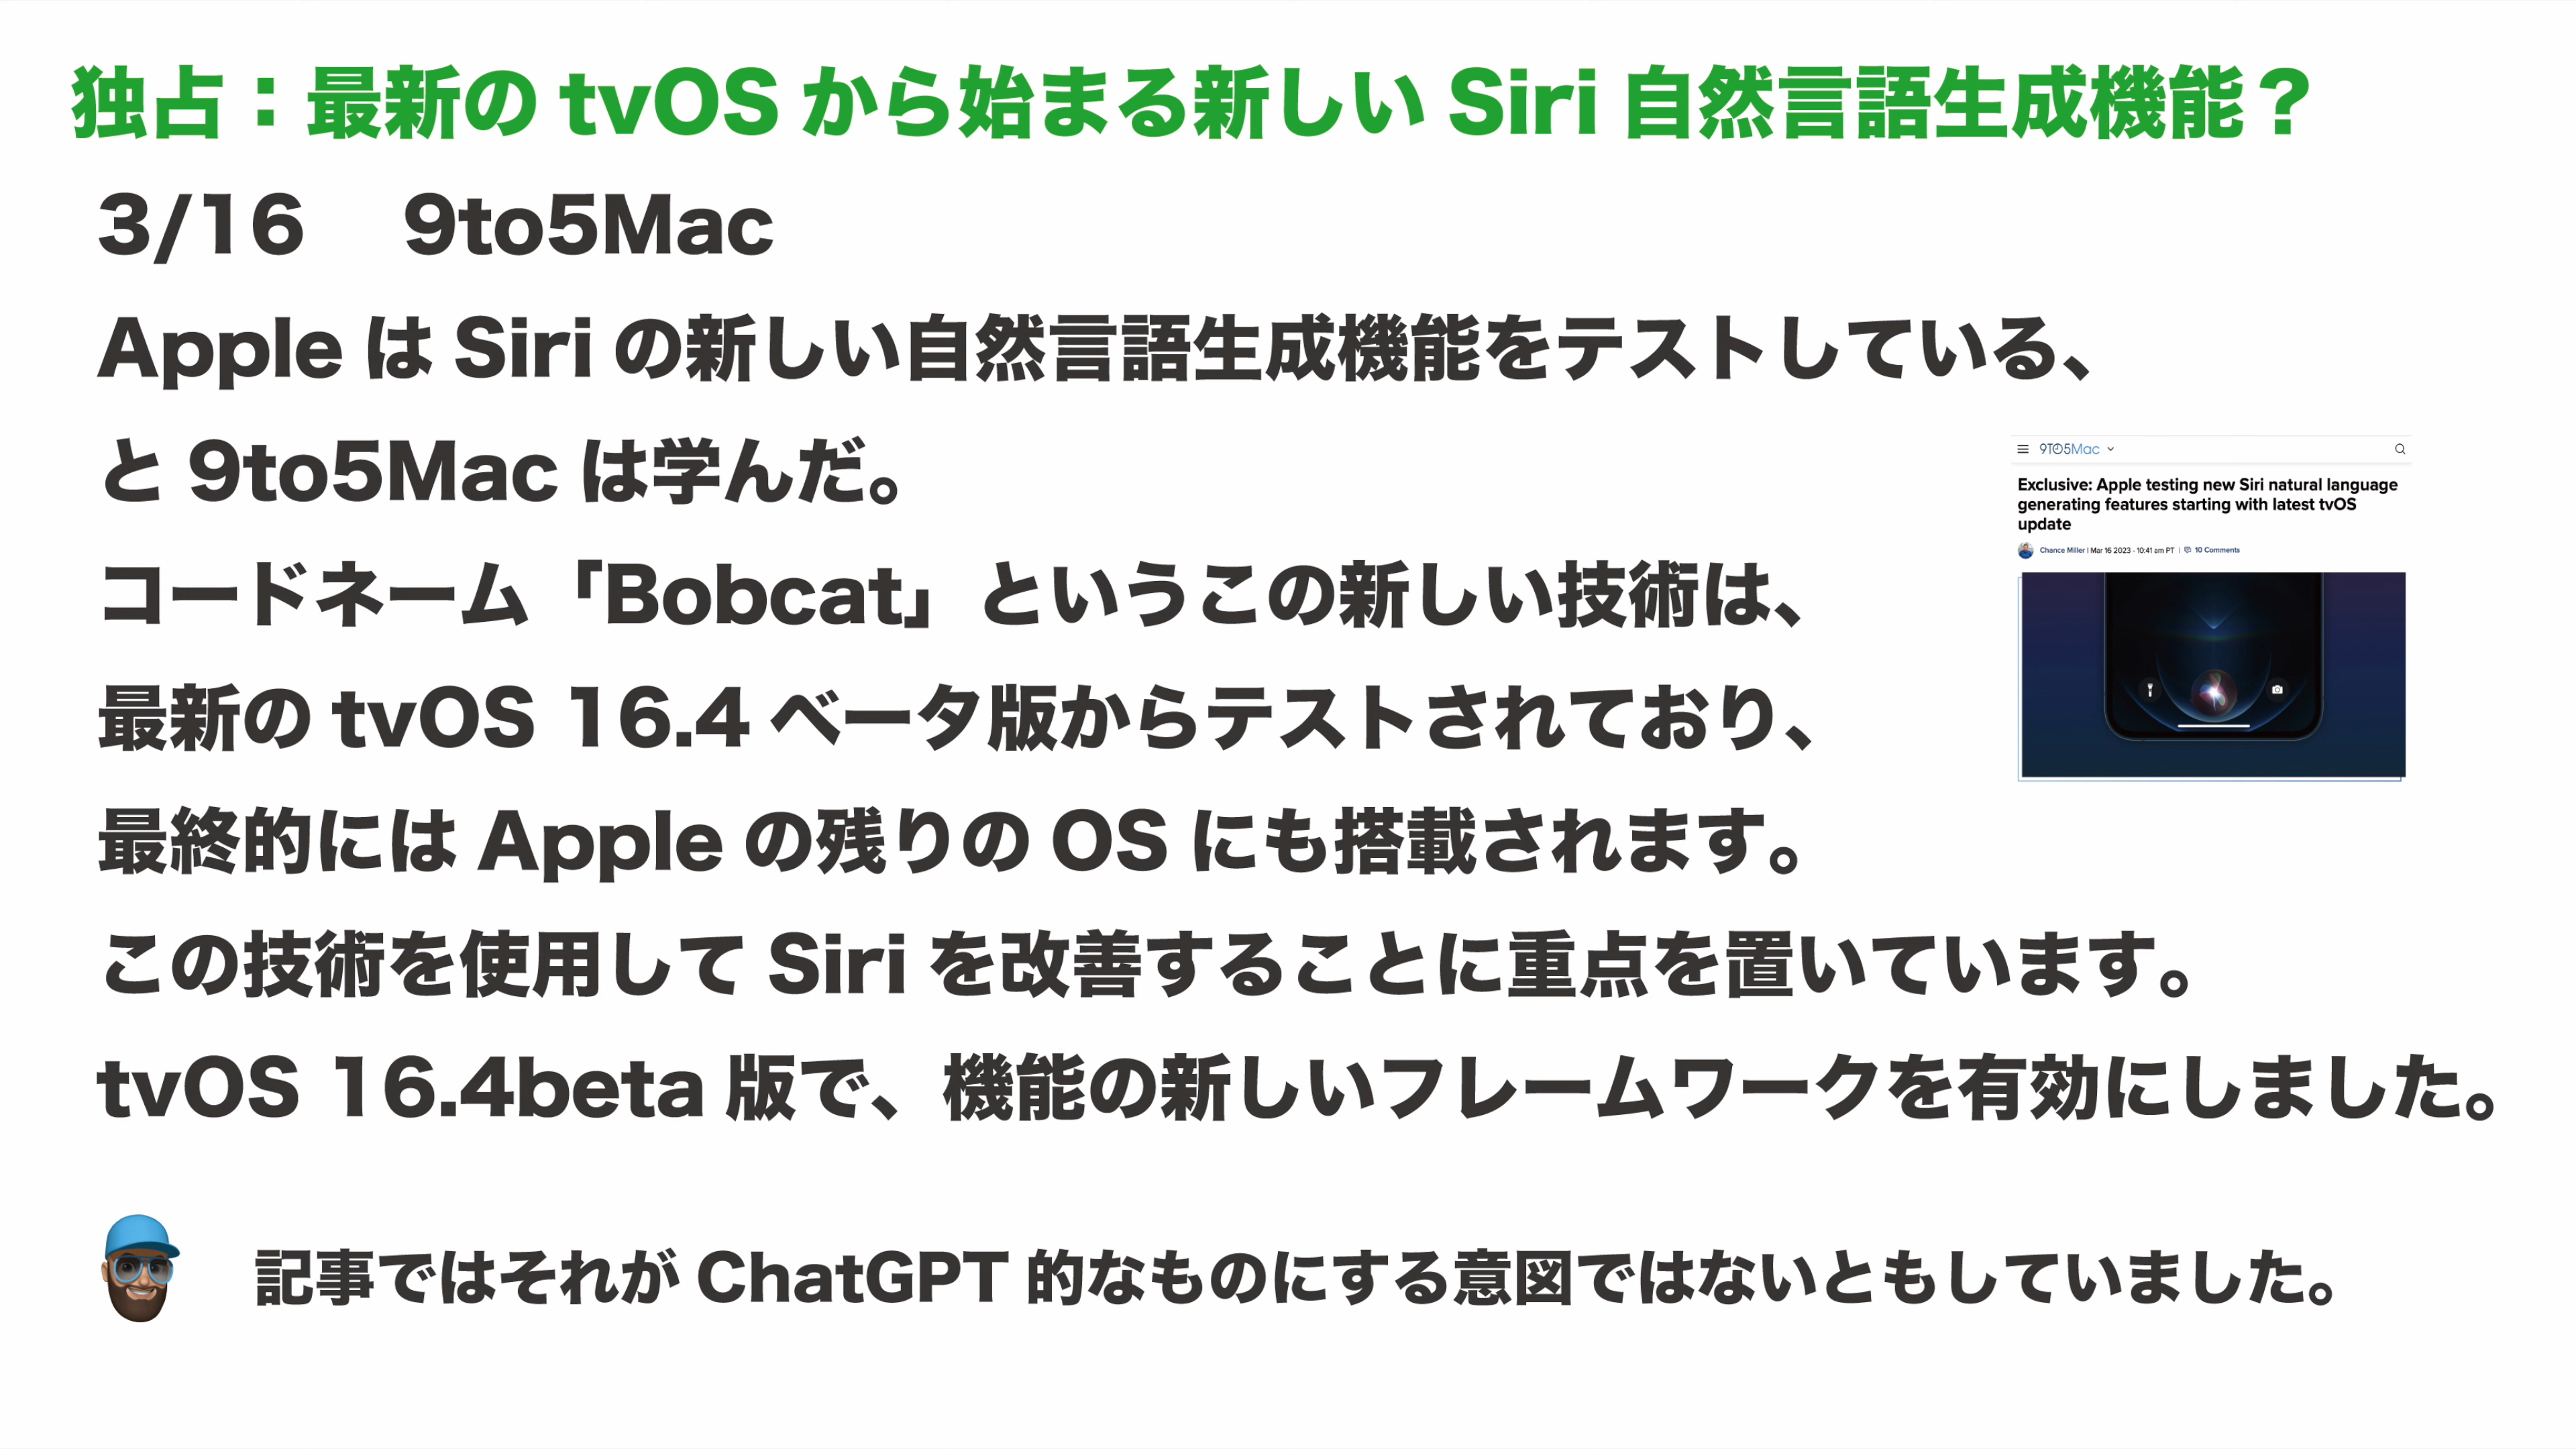 独占：最新の tvOS から始まる新しい Siri 自然言語生成機能？
3/16　9to5Mac
Apple は Siri の新しい自然言語生成機能をテストしている、
と 9to5Mac は学んだ。
コードネーム「Bobcat」というこの新しい技術は、
最新の tvOS 16.4 ベータ版からテストされており、
最終的には Apple の残りの OS にも搭載されます。
この技術を使用して Siri を改善することに重点を置いています。
tvOS 16.4beta 版で、機能の新しいフレームワークを有効にしました。
9TO5Mac
Exclusive: Apple testing new Siri natural language
generating features starting with latest tvOS
update
Chance Miller | Mar 16 2023 - 10:41 am PT | 10 Comments
記事ではそれが ChatGPT 的なものにする意図ではないともしていました。